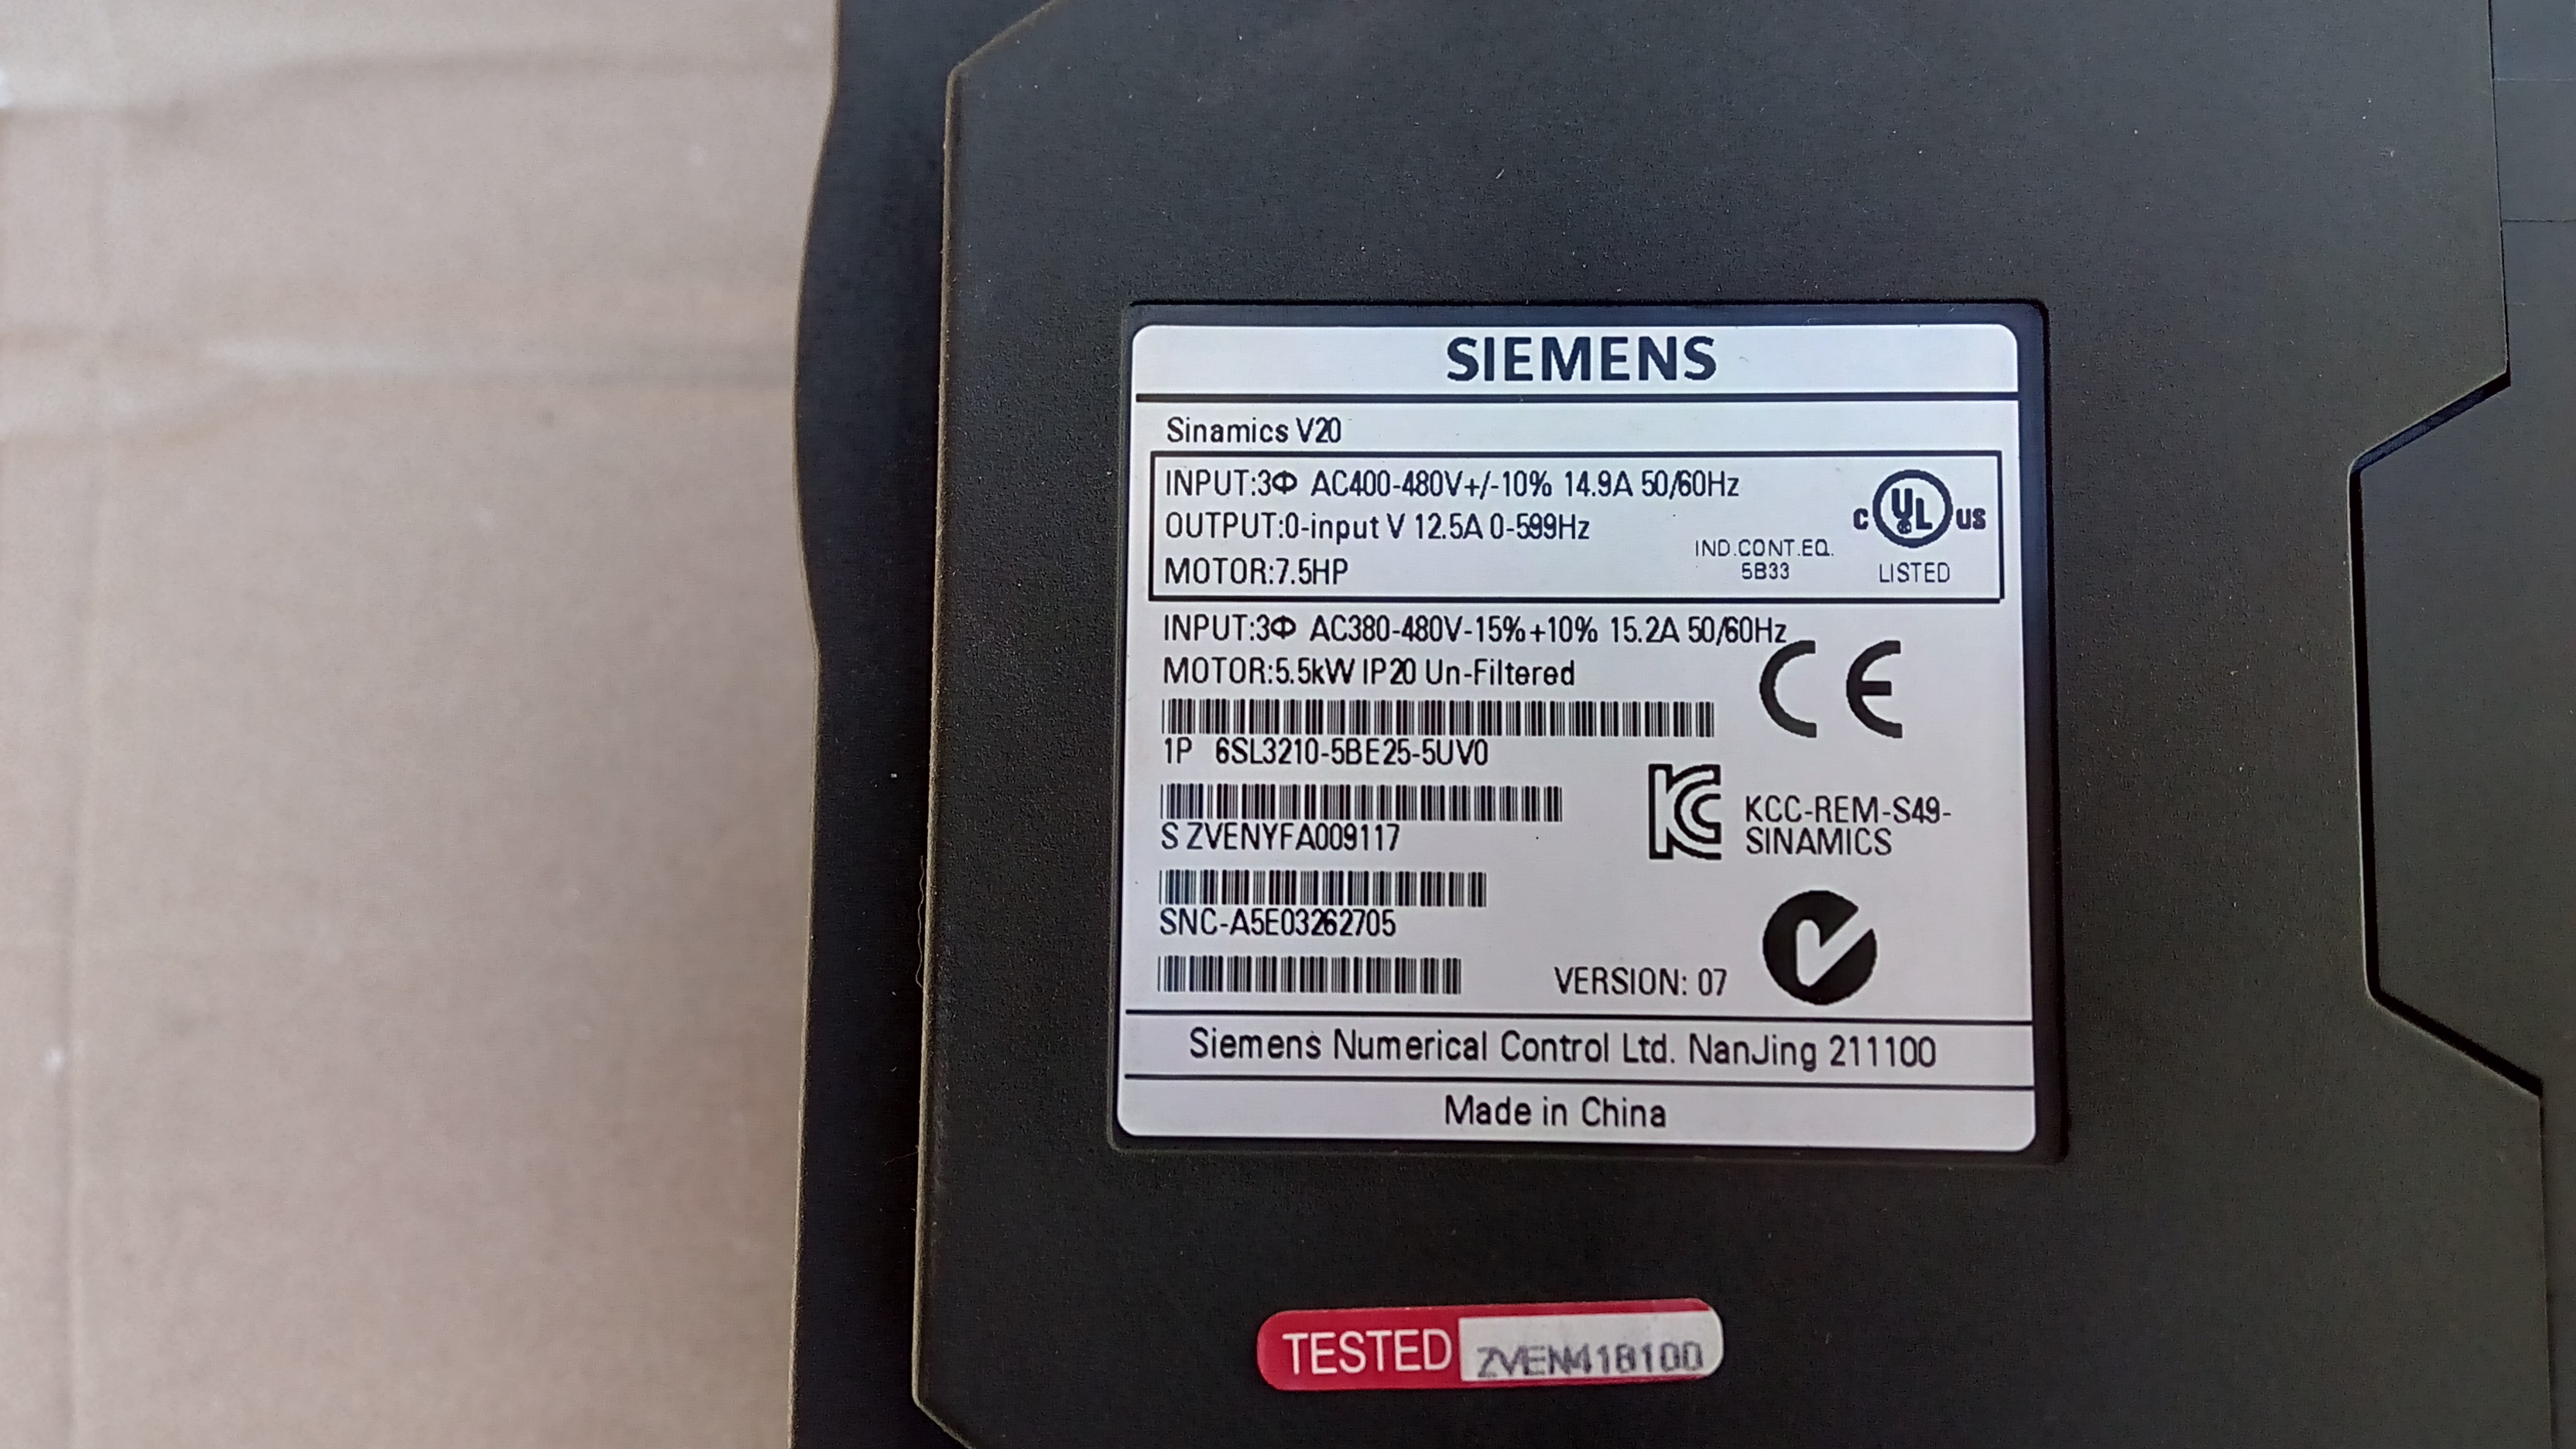 SIEMENS
Sinamics V20
INPUT:3Φ AC400-480V+/-10% 14.9A 50/60Hz
OUTPUT:0-input V 12.5A 0-599Hz
MOTOR:7.5HP
IND.CONT.EQ.
5B33
C UL US
LISTED
INPUT:3Φ AC380-480V-15%+10% 15.2A 50/60Hz
MOTOR:5.5kW IP20 Un-Filtered
CE
1P 6SL3210-5BE25-5UV0
S ZVENYFA009117
KC KCC-REM-S49-
SINAMICS
SNC-A5E03262705
VERSION: 07
Siemens Numerical Control Ltd. NanJing 211100
Made in China
TESTED ZVEN418100